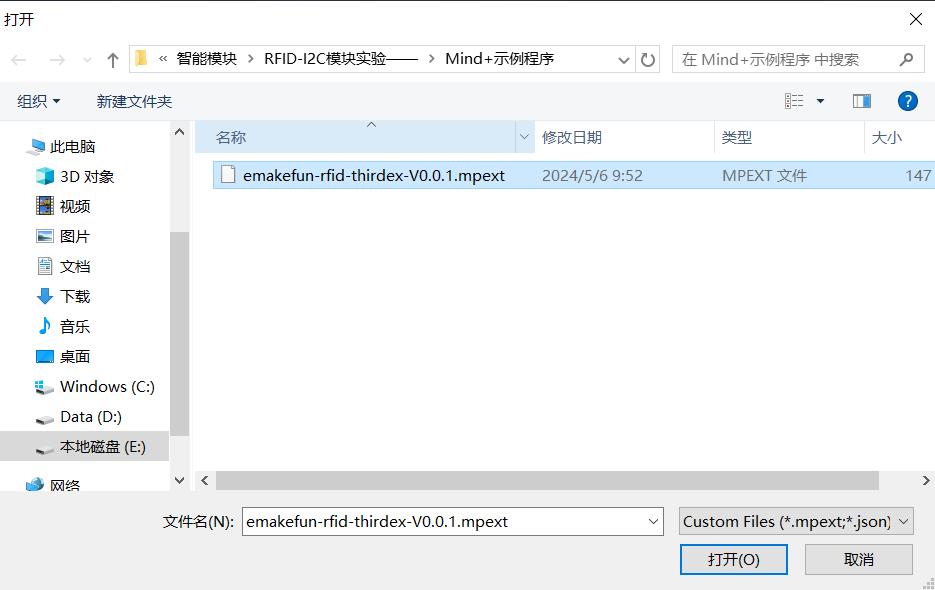 打开
« 智能模块 › RFID-I2C模块实验—— › Mind+示例程序
在 Mind+示例程序 中搜索
组织 新建文件夹
?
名称 修改日期 类型 大小
emakefun-rfid-thirdex-V0.0.1.mpext 2024/5/6 9:52 MPEXT 文件 147
此电脑
3D 对象
视频
图片
文档
下载
音乐
桌面
Windows (C:)
Data (D:)
本地磁盘 (E:)
网络
文件名(N): emakefun-rfid-thirdex-V0.0.1.mpext
Custom Files (*.mpext;*.json)
打开(O) 取消